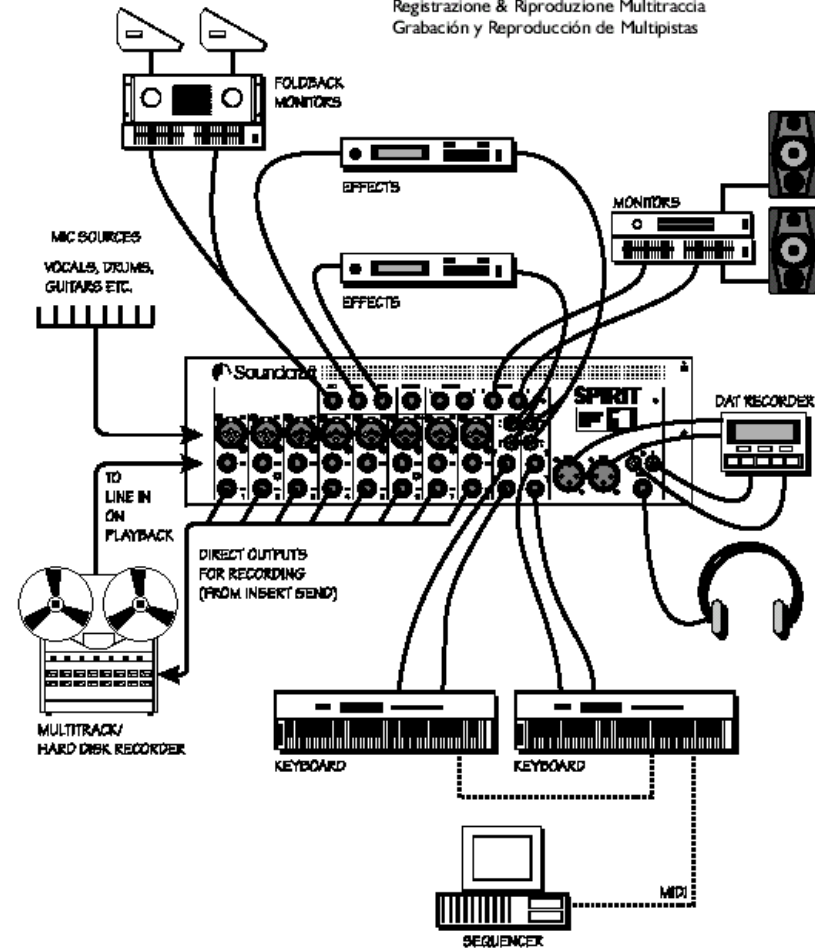 Registrazione & Riproduzione Multitraccia
Grabación y Reproducción de Multipistas
FOLDBACK
MONITORS
EFFECTS
MONITORS
MIC SOURCES
VOCALS, DRUMS,
GUITARS ETC.
EFFECTS
Soundcraft
SPIRIT
F 1
DAT RECORDER
TO
LINE IN
ON
PLAYBACK
DIRECT OUTPUTS
FOR RECORDING
(FROM INSERT SEND)
MULTITRACK/
HARD DISK RECORDER
KEYBOARD
KEYBOARD
MIDI
SEQUENCER